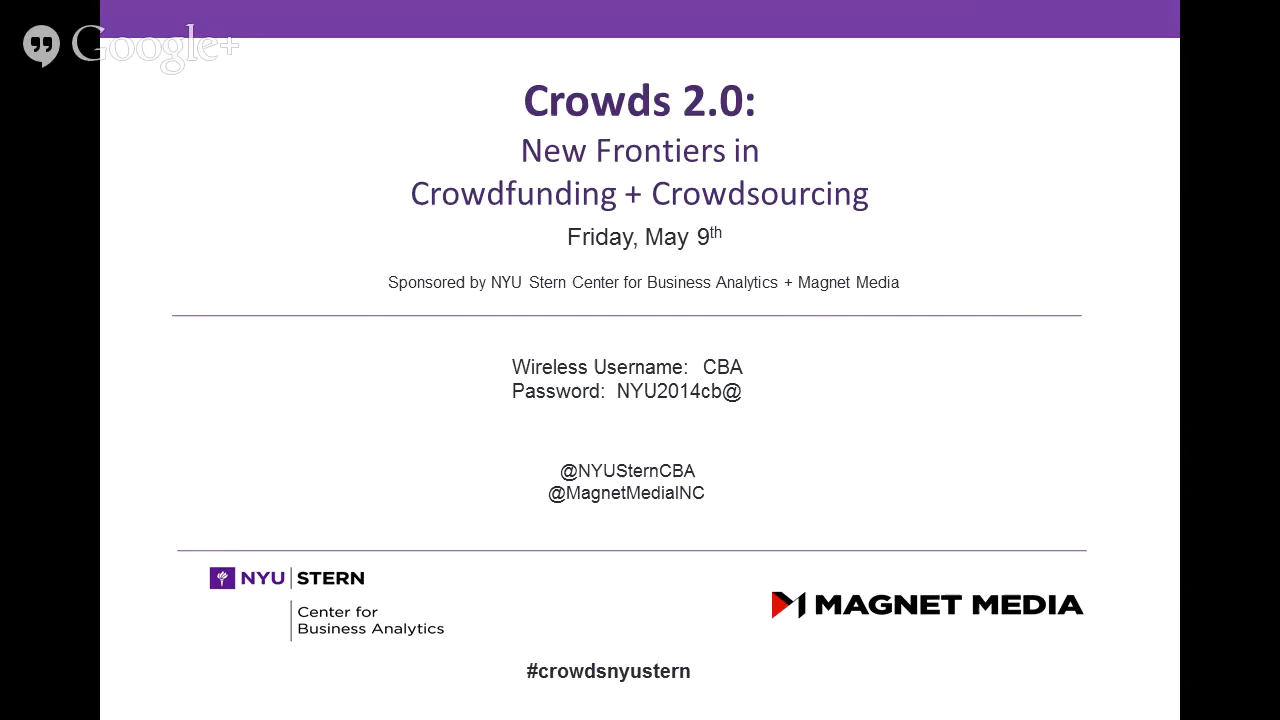 Google+
Crowds 2.0:
New Frontiers in
Crowdfunding + Crowdsourcing
Friday, May 9th
Sponsored by NYU Stern Center for Business Analytics + Magnet Media
Wireless Username: CBA
Password: NYU2014cb@
@NYUSternCBA
@MagnetMediaINC
NYU STERN
Center for
Business Analytics
MAGNET MEDIA
#crowdsnyustern